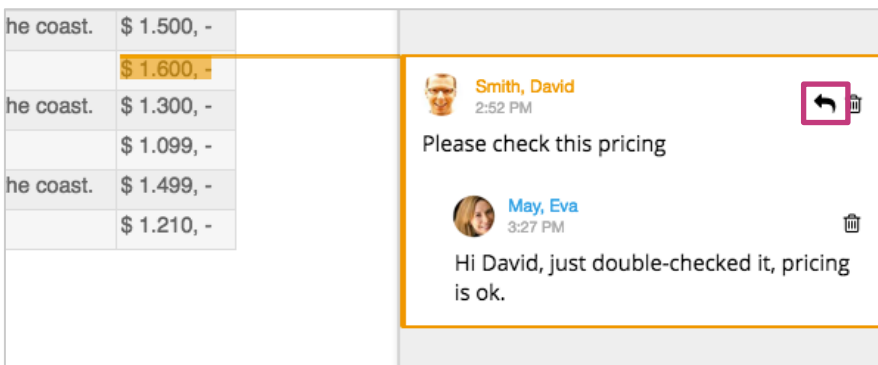 he coast. $ 1.500, -
$ 1.600, -
he coast. $ 1.300, -
$ 1.099, -
he coast. $ 1.499, -
$ 1.210, -
Smith, David
2:52 PM
Please check this pricing
May, Eva
3:27 PM
Hi David, just double-checked it, pricing
is ok.